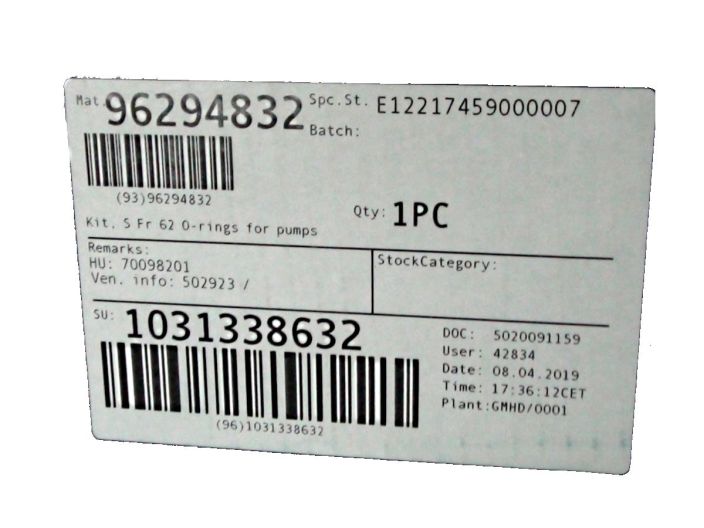 Mat. 96294832 Spc.St. E12217459000007
Batch:
(93)96294832
Qty: 1PC
Kit, S Fr 62 O-rings for pumps
Remarks:
HU: 70098201
Ven. info: 502923 /
StockCategory:
SU: 1031338632
(96)1031338632
DOC: 5020091159
User: 42834
Date: 08.04.2019
Time: 17:36:12CET
Plant:GMHD/0001